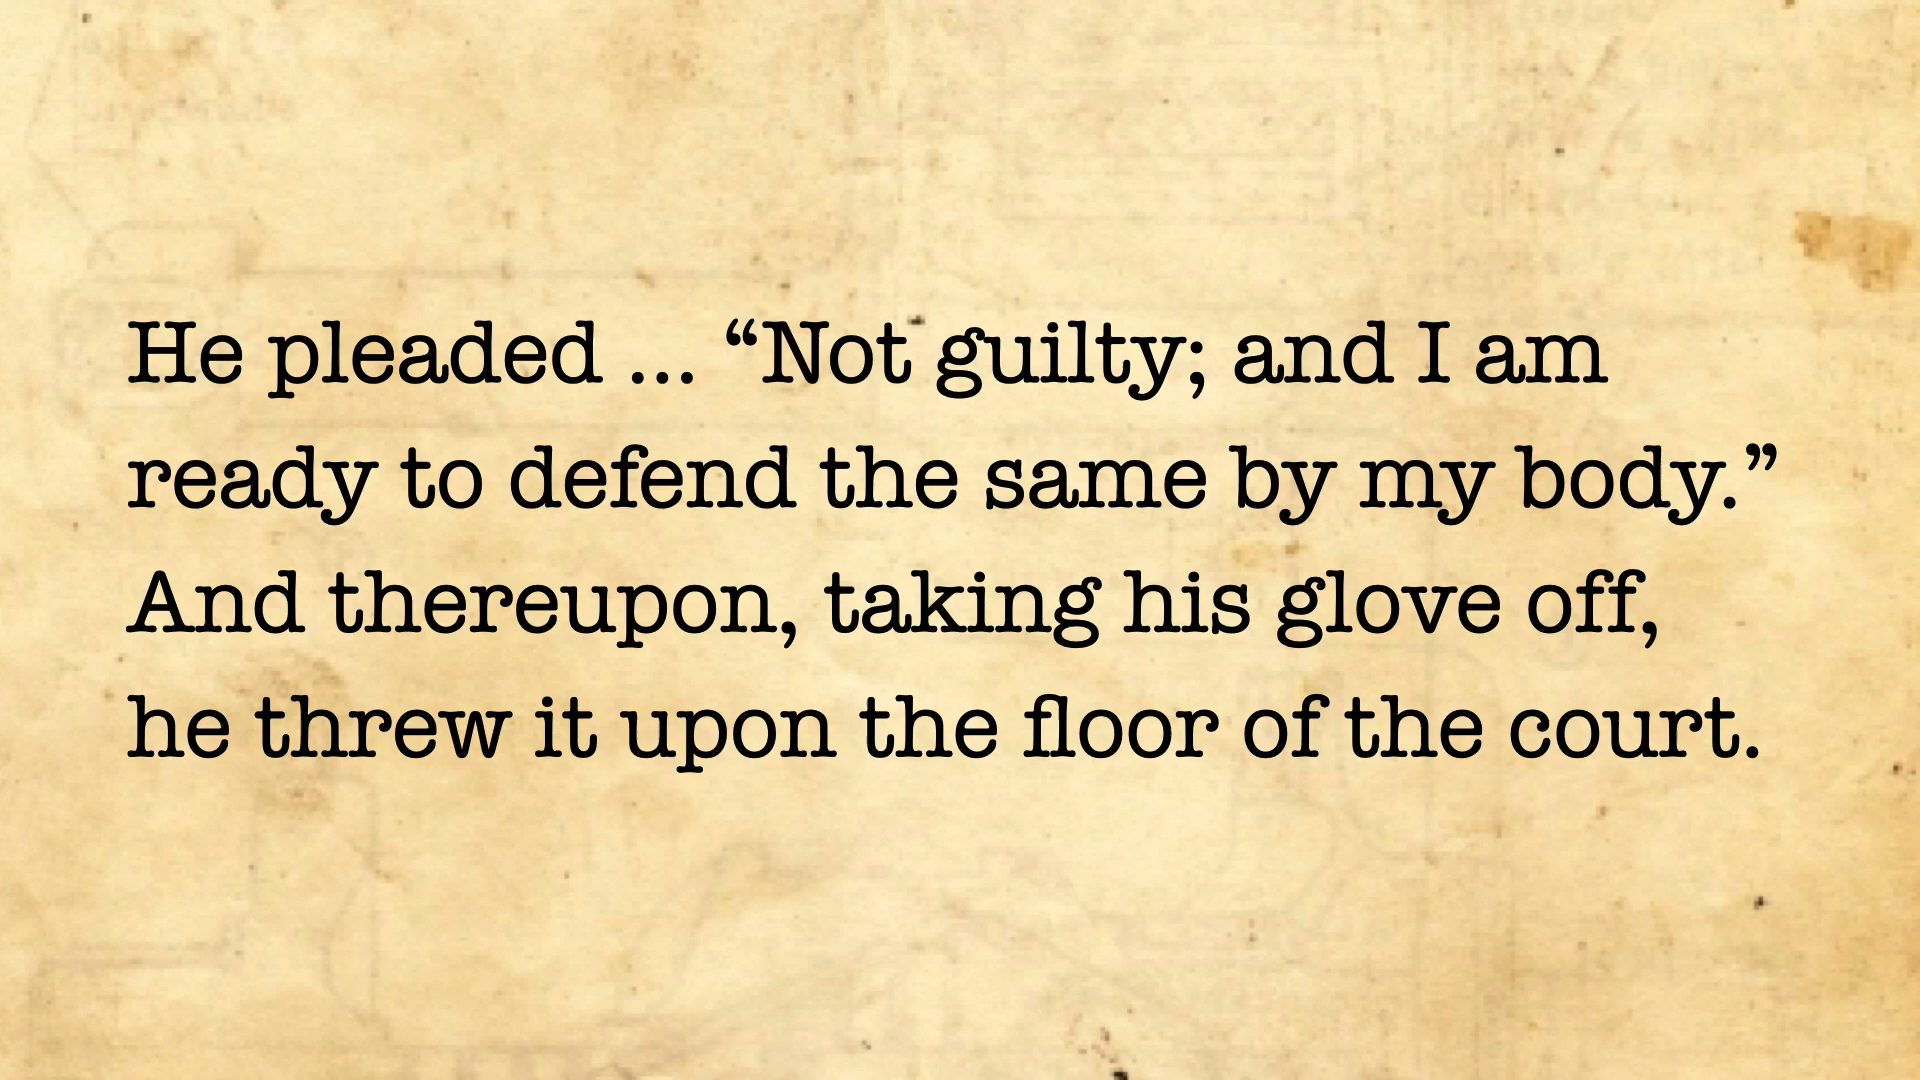 He pleaded ... “Not guilty; and I am
ready to defend the same by my body.”
And thereupon, taking his glove off,
he threw it upon the floor of the court.